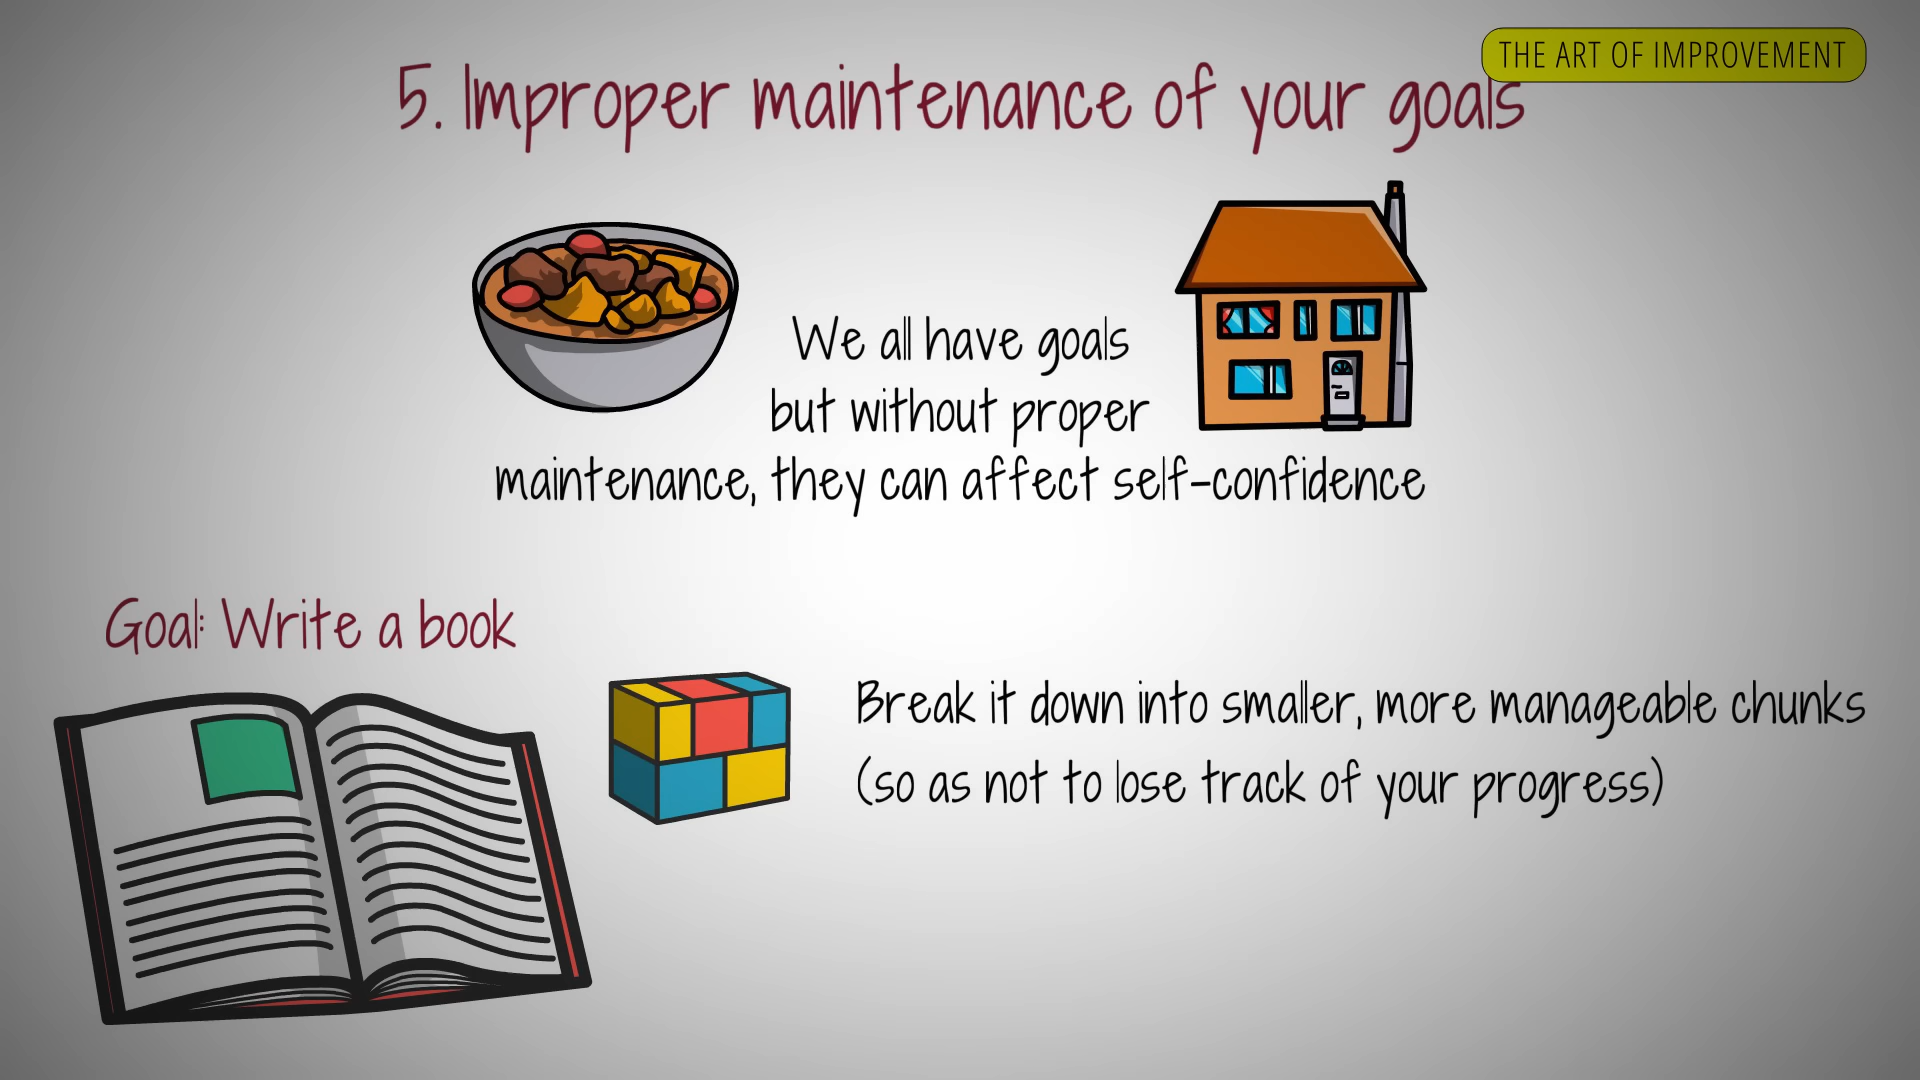 THE ART OF IMPROVEMENT
5. Improper maintenance of your goals
We all have goals
but without proper
maintenance, they can affect self-confidence
Goal: Write a book
Break it down into smaller, more manageable chunks
(so as not to lose track of your progress)